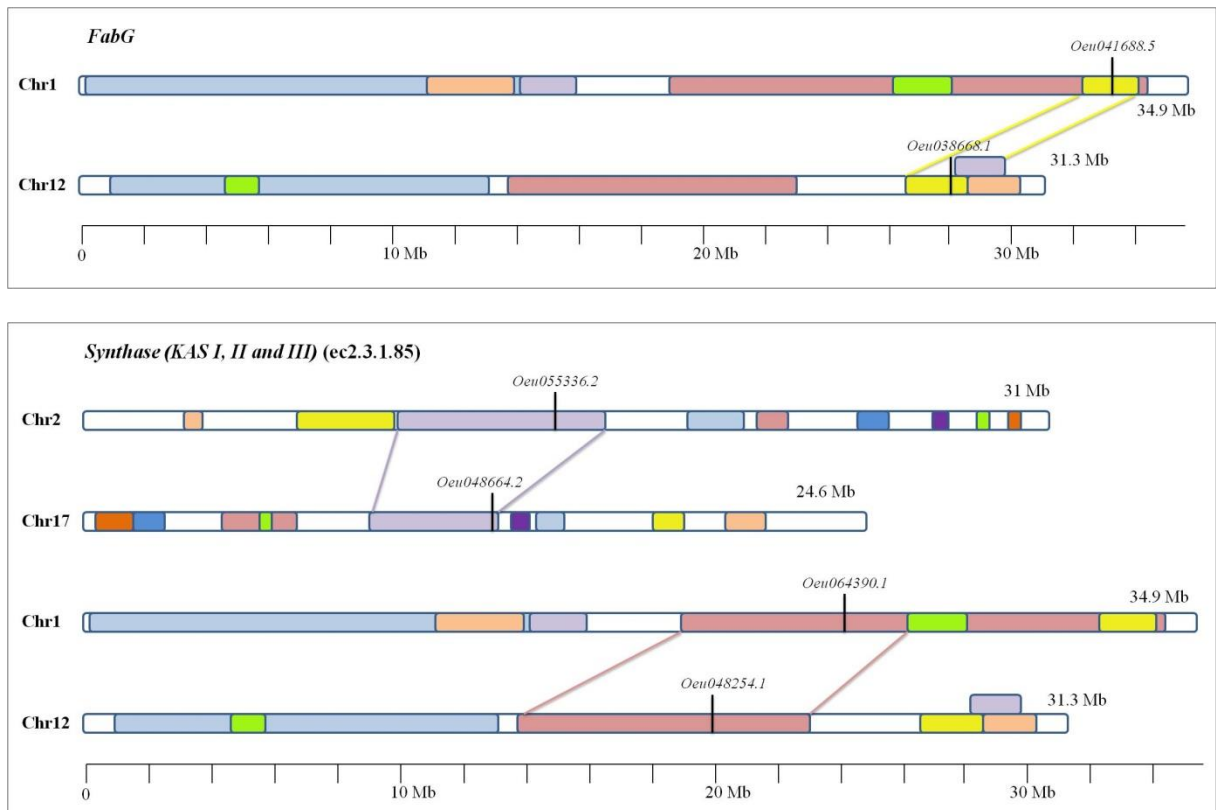 FabG
Oeu041688.5
Chr1
34.9 Mb
Oeu038668.1
31.3 Mb
Chr12
0 10 Mb 20 Mb 30 Mb
Synthase (KAS I, II and III) (ec2.3.1.85)
Oeu055336.2
31 Mb
Chr2
Oeu048664.2
24.6 Mb
Chr17
Oeu064390.1
34.9 Mb
Chr1
Oeu048254.1
31.3 Mb
Chr12
0 10 Mb 20 Mb 30 Mb